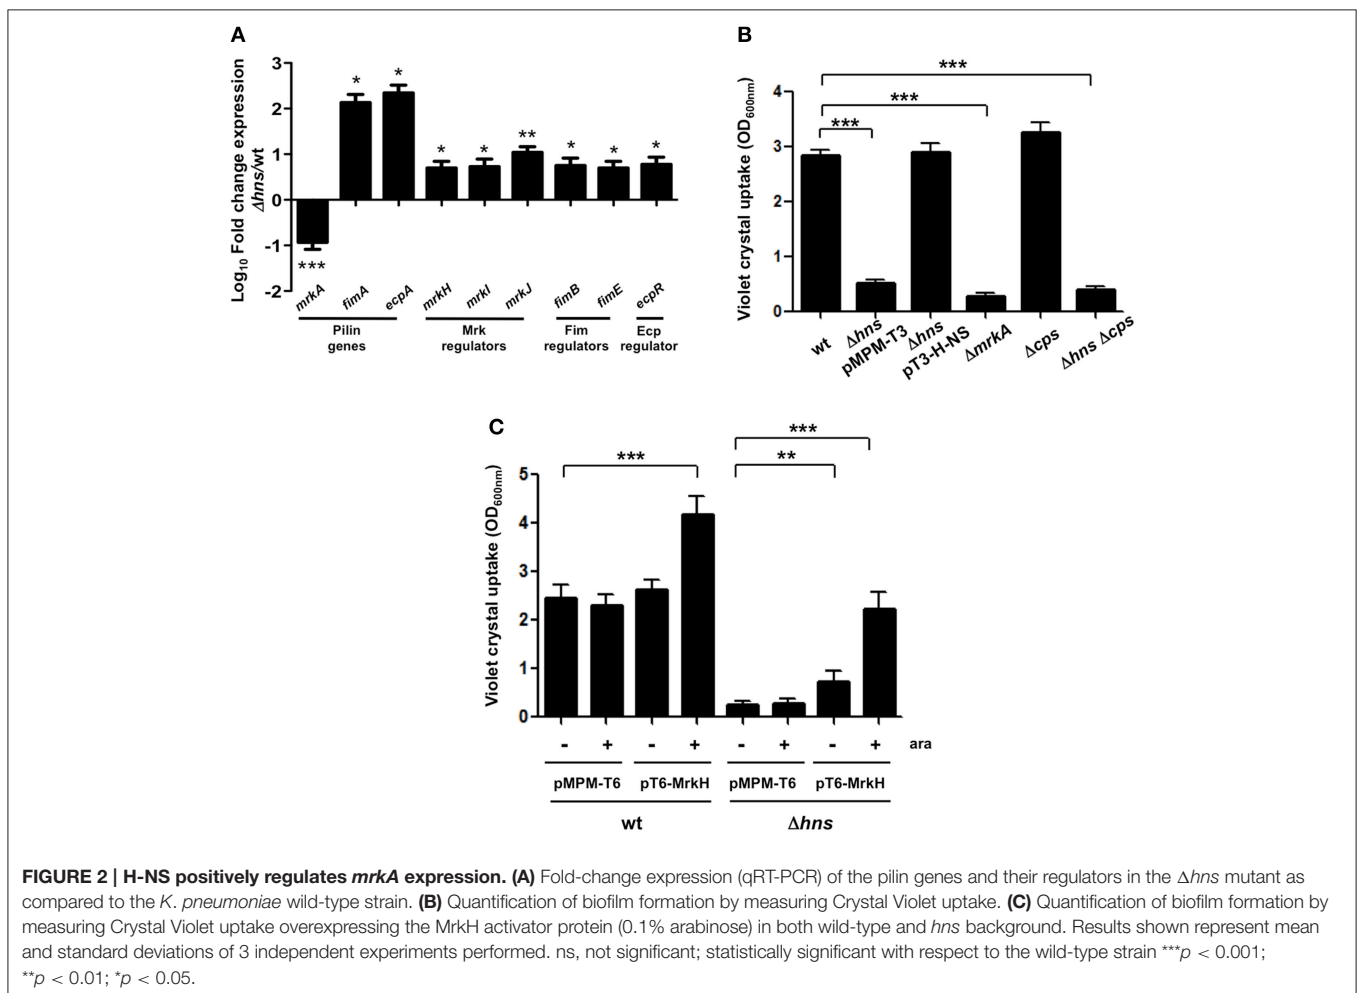 A
Log10 Fold change expression
Δhns/wt
3
2
1
0
-1
-2
*
*
*
*
**
*
*
*
***
mrkA
fimA
ecpA
mrkH
mrkI
mrkJ
fimB
fimE
ecpR
Pilin
genes
Mrk
regulators
Fim
regulators
Ecp
regulator
B
Violet crystal uptake (OD600nm)
4
3
2
1
0
***
***
***
wt
Δhns
pMPM-T3
Δhns
pT3-H-NS
ΔmrkA
Δcps
Δhns Δcps
C
Violet crystal uptake (OD600nm)
5
4
3
2
1
0
***
***
**
- + - + - + - + ara
pMPM-T6 pT6-MrkH pMPM-T6 pT6-MrkH
wt Δhns
FIGURE 2 | H-NS positively regulates mrkA expression. (A) Fold-change expression (qRT-PCR) of the pilin genes and their regulators in the Δhns mutant as
compared to the K. pneumoniae wild-type strain. (B) Quantification of biofilm formation by measuring Crystal Violet uptake. (C) Quantification of biofilm formation by
measuring Crystal Violet uptake overexpressing the MrkH activator protein (0.1% arabinose) in both wild-type and hns background. Results shown represent mean
and standard deviations of 3 independent experiments performed. ns, not significant; statistically significant with respect to the wild-type strain ***p < 0.001;
**p < 0.01; *p < 0.05.